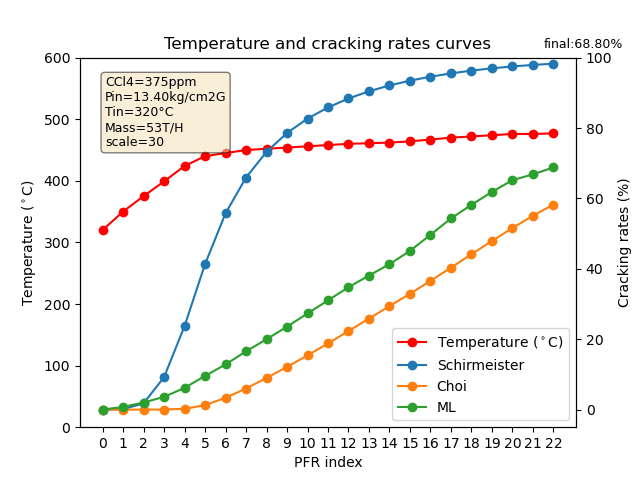 Temperature and cracking rates curves
final:68.80%
CCl4=375ppm
Pin=13.40kg/cm2G
Tin=320°C
Mass=53T/H
scale=30
600
500
400
300
200
100
0
Temperature (°C)
100
80
60
40
20
0
Cracking rates (%)
Temperature (°C)
Schirmeister
Choi
ML
0 1 2 3 4 5 6 7 8 9 10 11 12 13 14 15 16 17 18 19 20 21 22
PFR index